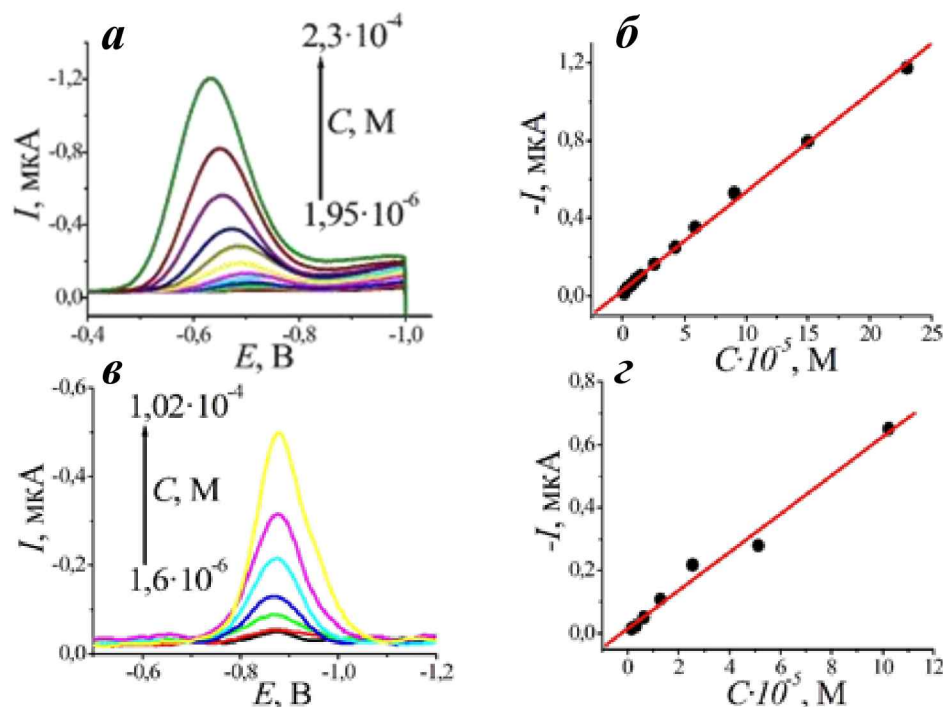 а
I, мкА
-1,2
-0,8
-0,4
0,0
2,3·10⁻⁴
C, М
1,95·10⁻⁶
-0,4 -0,6 -0,8 -1,0
E, В
б
-I, мкА
1,2
0,8
0,4
0,0
0 5 10 15 20 25
C·10⁻⁵, М
в
I, мкА
-0,6
-0,4
-0,2
0,0
1,02·10⁻⁴
C, М
1,6·10⁻⁶
-0,6 -0,8 -1,0 -1,2
E, В
г
-I, мкА
0,8
0,6
0,4
0,2
0,0
0 2 4 6 8 10 12
C·10⁻⁵, М